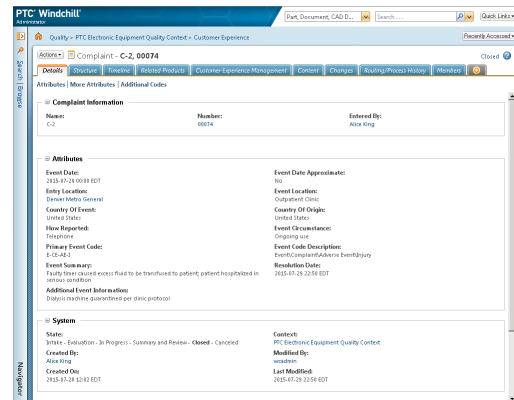 PTC® Windchill®
Administrator
Part, Document, CAD D...
Search . . .
Quick Links
Quality > PTC Electronic Equipment Quality Context > Customer Experience
Recently Accessed
Actions
Complaint - C-2, 00074
Closed
Details Structure Timeline Related Products Customer Experience Management Content Changes Routing/Process History Members
Attributes | More Attributes | Additional Codes
Search | Browse
Complaint Information
Name: Number: Entered By:
C-2 00074 Alice King
Attributes
Event Date: Event Date Approximate:
2015-07-20 00:00 EDT No
Entry Location: Event Location:
Denver Metro General Outpatient Clinic
Country Of Event: Country Of Origin:
United States United States
How Reported: Event Circumstance:
Telephone Ongoing use
Primary Event Code: Event Code Description:
E-CE-AE-I Event\Complaint\Adverse Event\Injury
Event Summary: Resolution Date:
Faulty timer caused excess fluid to be transfused to patient; patient hospitalized in 2015-07-29 22:50 EDT
serious condition
Additional Event Information:
Dialysis machine quarantined per clinic protocol
System
State: Context:
Intake - Evaluation - In Progress - Summary and Review - Closed - Canceled PTC Electronic Equipment Quality Context
Created By: Modified By:
Alice King wcadmin
Created On: Last Modified:
2015-07-20 12:02 EDT 2015-07-29 22:50 EDT
Navigator